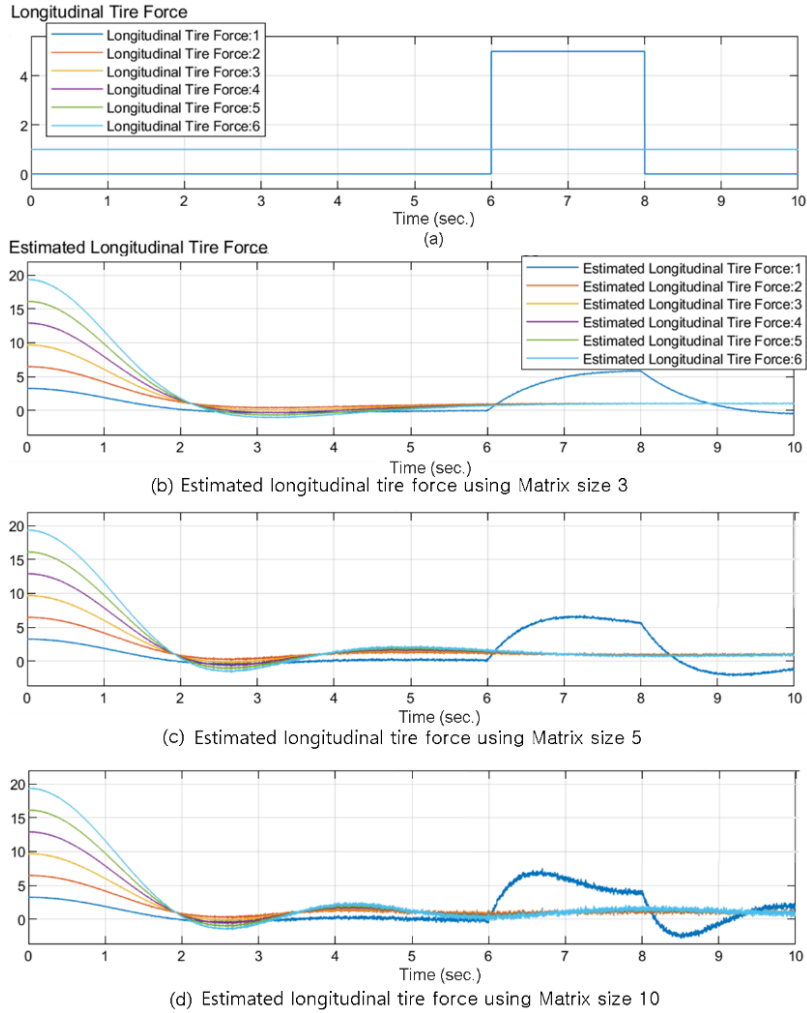 Longitudinal Tire Force
Longitudinal Tire Force:1
Longitudinal Tire Force:2
Longitudinal Tire Force:3
Longitudinal Tire Force:4
Longitudinal Tire Force:5
Longitudinal Tire Force:6
4
2
0
0 1 2 3 4 5 6 7 8 9 10
Time (sec.)
(a)
Estimated Longitudinal Tire Force
Estimated Longitudinal Tire Force:1
Estimated Longitudinal Tire Force:2
Estimated Longitudinal Tire Force:3
Estimated Longitudinal Tire Force:4
Estimated Longitudinal Tire Force:5
Estimated Longitudinal Tire Force:6
20
15
10
5
0
0 1 2 3 4 5 6 7 8 9 10
Time (sec.)
(b) Estimated longitudinal tire force using Matrix size 3
20
15
10
5
0
0 1 2 3 4 5 6 7 8 9 10
Time (sec.)
(c) Estimated longitudinal tire force using Matrix size 5
20
15
10
5
0
0 1 2 3 4 5 6 7 8 9 10
Time (sec.)
(d) Estimated longitudinal tire force using Matrix size 10